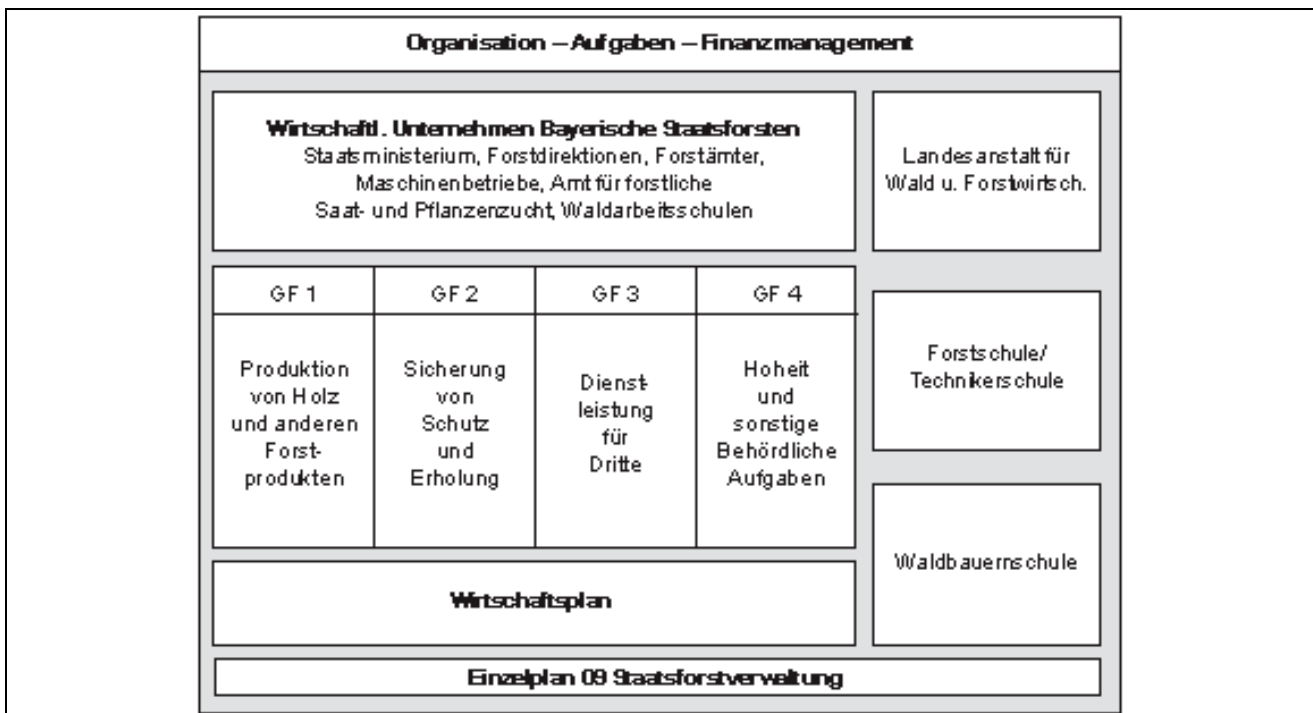 Organisation – Aufgaben – Finanzmanagement
Wirtschaftl. Unternehmen Bayerische Staatsforsten
Staatsministerium, Forstdirektionen, Forstämter,
Maschinenbetriebe, Amt für forstliche
Saat- und Pflanzenzucht, Waldarbeitsschulen
Landesanstalt für
Wald u. Forstwirtsch.
GF 1
GF 2
GF 3
GF 4
Produktion
von Holz
und anderen
Forst-
produkten
Sicherung
von
Schutz
und
Erholung
Dienst-
leistung
für
Dritte
Hoheit
und
sonstige
Behördliche
Aufgaben
Forstschule/
Technikerschule
Waldbauernschule
Wirtschaftsplan
Einzelplan 09 Staatsforstverwaltung